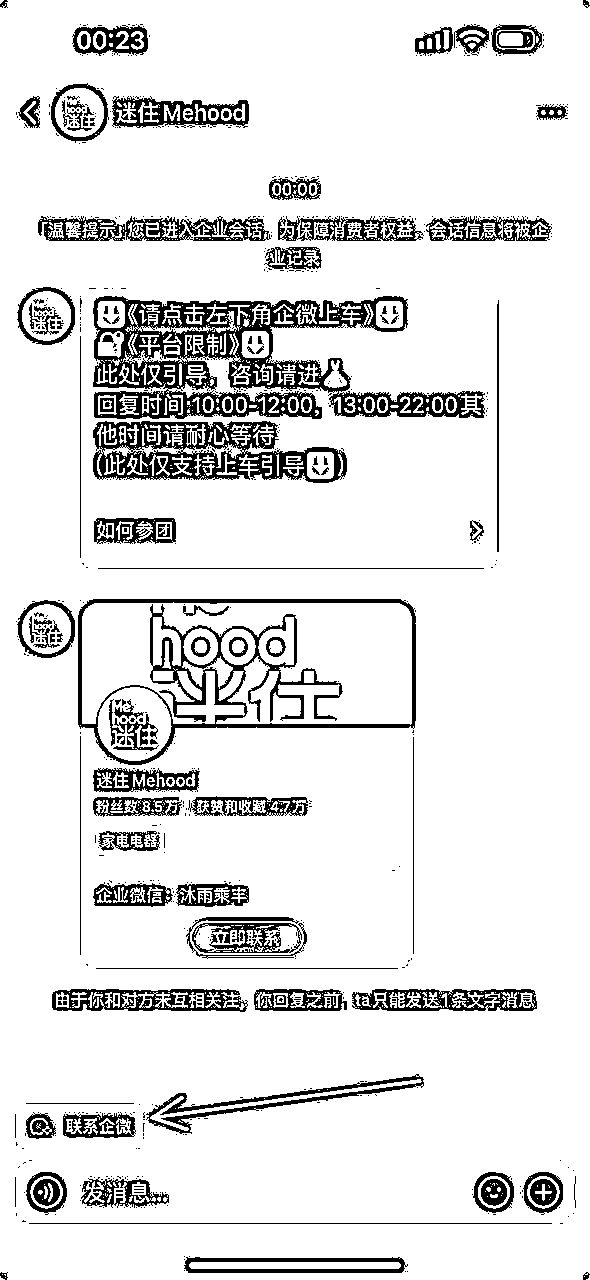 00:23
迷住Mehood
00:00
「温馨提示」您已进入企业会话，为保障消费者权益，会话信息将被企
业记录
《请点击左下角企微上车》
《平台限制》
此处仅引导，咨询请进
回复时间10:00-12:00，13:00-22:00其
他时间请耐心等待
(此处仅支持上车引导)
如何参团
hood
迷住
Me
hood
迷住
迷住Mehood
粉丝数 8.5万 | 获赞和收藏 4.7万
家电电器
企业微信：沐雨乘丰
立即联系
由于你和对方未互相关注，你回复之前，ta只能发送1条文字消息
联系企微
发消息...